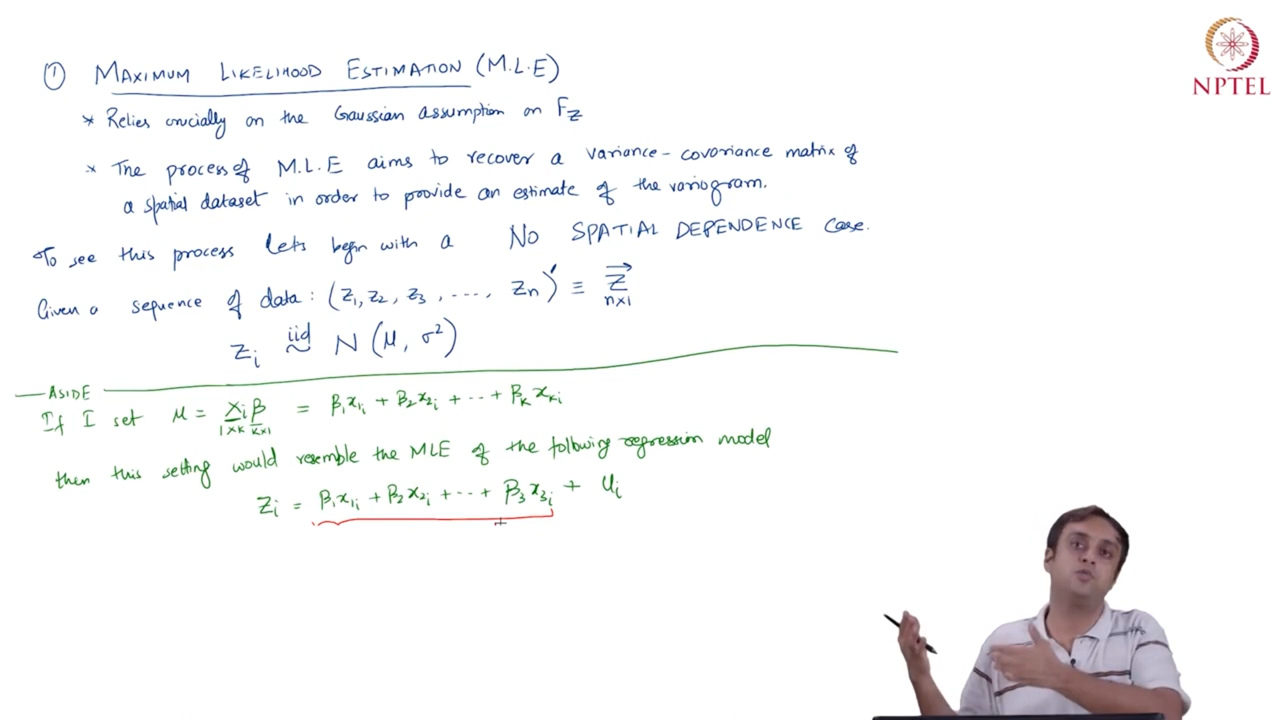 ① MAXIMUM LIKELIHOOD ESTIMATION (M.L.E)
NPTEL
* Relies crucially on the Gaussian assumption on F_Z
* The process of M.L.E aims to recover a variance-covariance matrix of
a spatial dataset in order to provide an estimate of the variogram.
To see this process lets begin with a NO SPATIAL DEPENDENCE case.
Given a sequence of data: (Z₁, Z₂, Z₃, ...., Zₙ)′ ≡ Z⃗ n×1
Zᵢ iid ~ N(μ, σ²)
ASIDE
If I set μ = Xᵢβ = β₁x₁ᵢ + β₂x₂ᵢ + ... + β_K x_Kᵢ
1×K K×1
then this setting would resemble the MLE of the following regression model
Zᵢ = β₁x₁ᵢ + β₂x₂ᵢ + ... + β₃x₃ᵢ + uᵢ